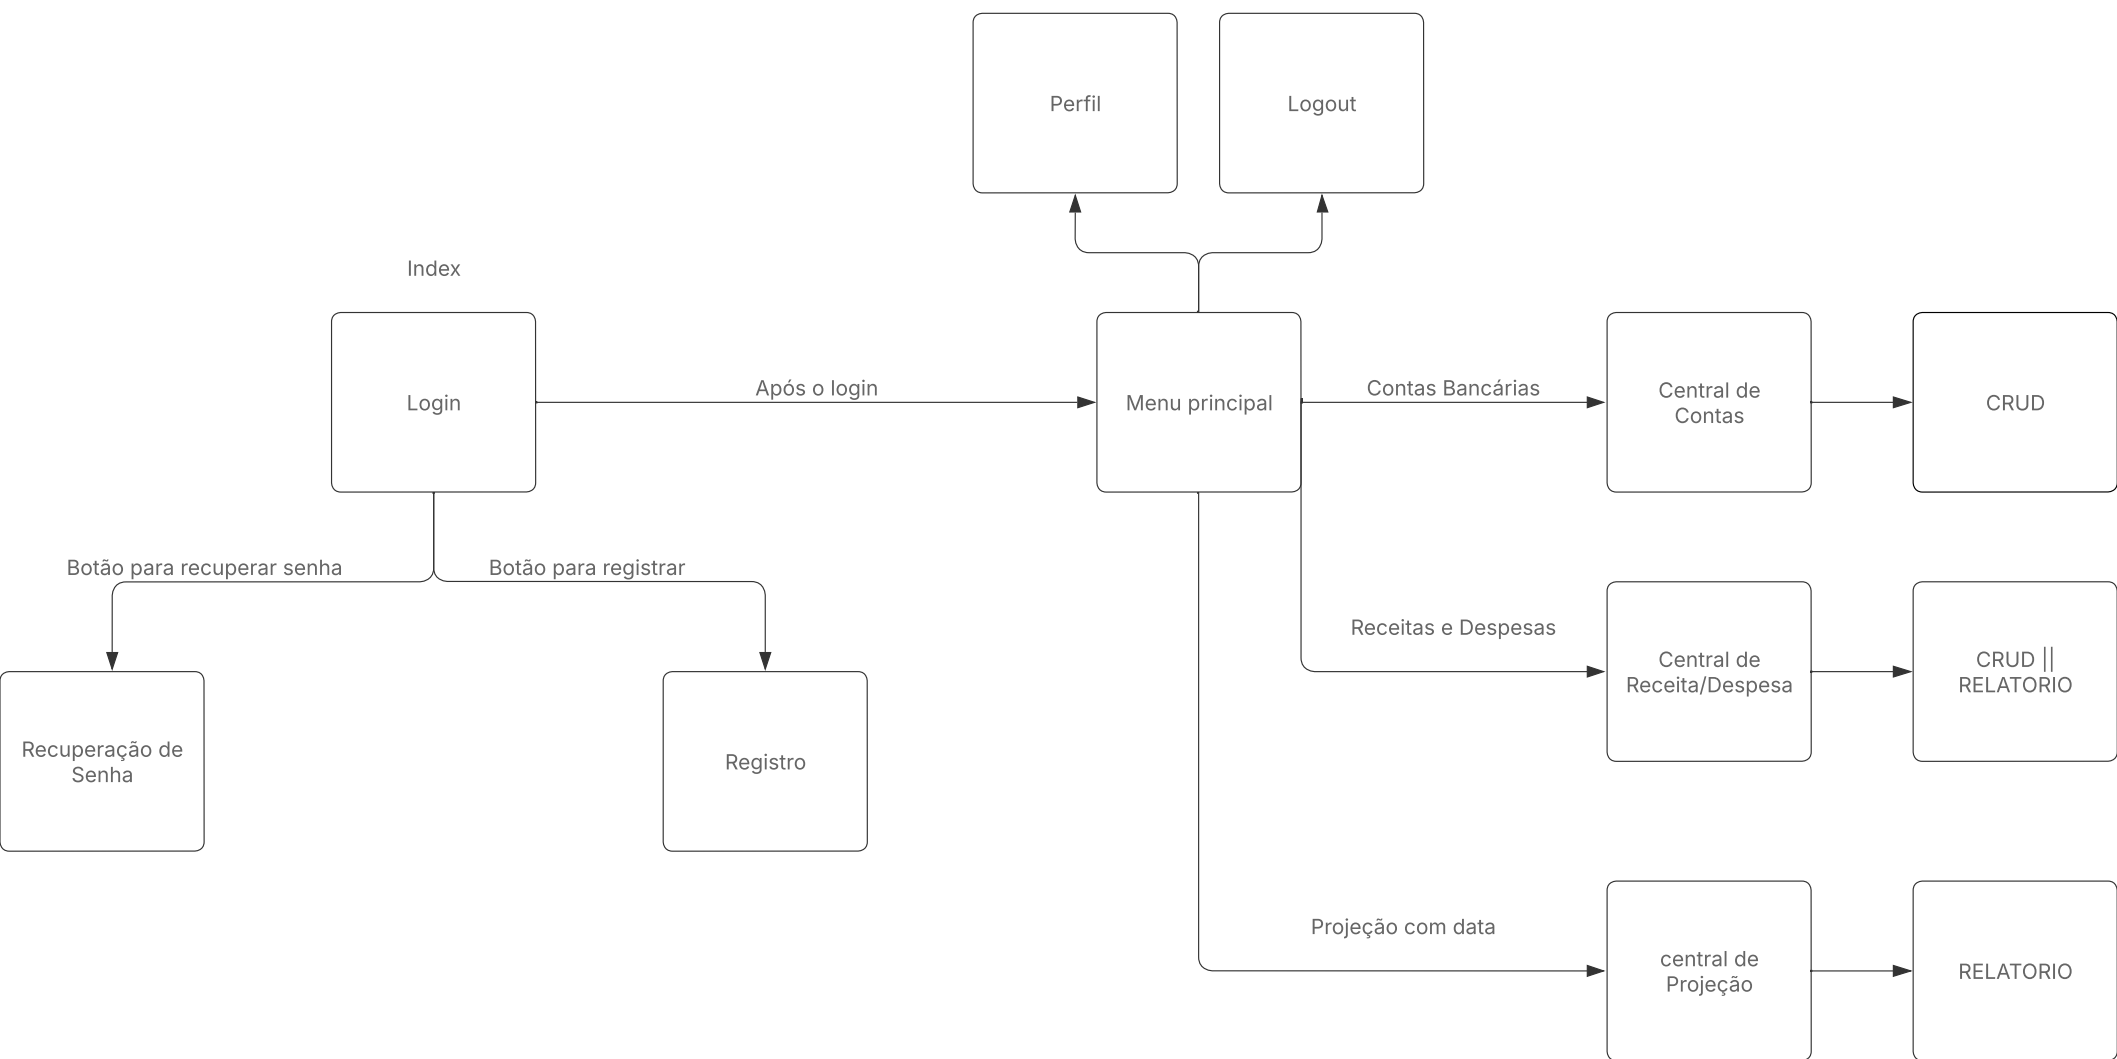 Perfil
Logout
Index
Login
Após o login
Menu principal
Contas Bancárias
Central de
Contas
CRUD
Botão para recuperar senha
Botão para registrar
Receitas e Despesas
Central de
Receita/Despesa
CRUD ||
RELATORIO
Recuperação de
Senha
Registro
Projeção com data
central de
Projeção
RELATORIO